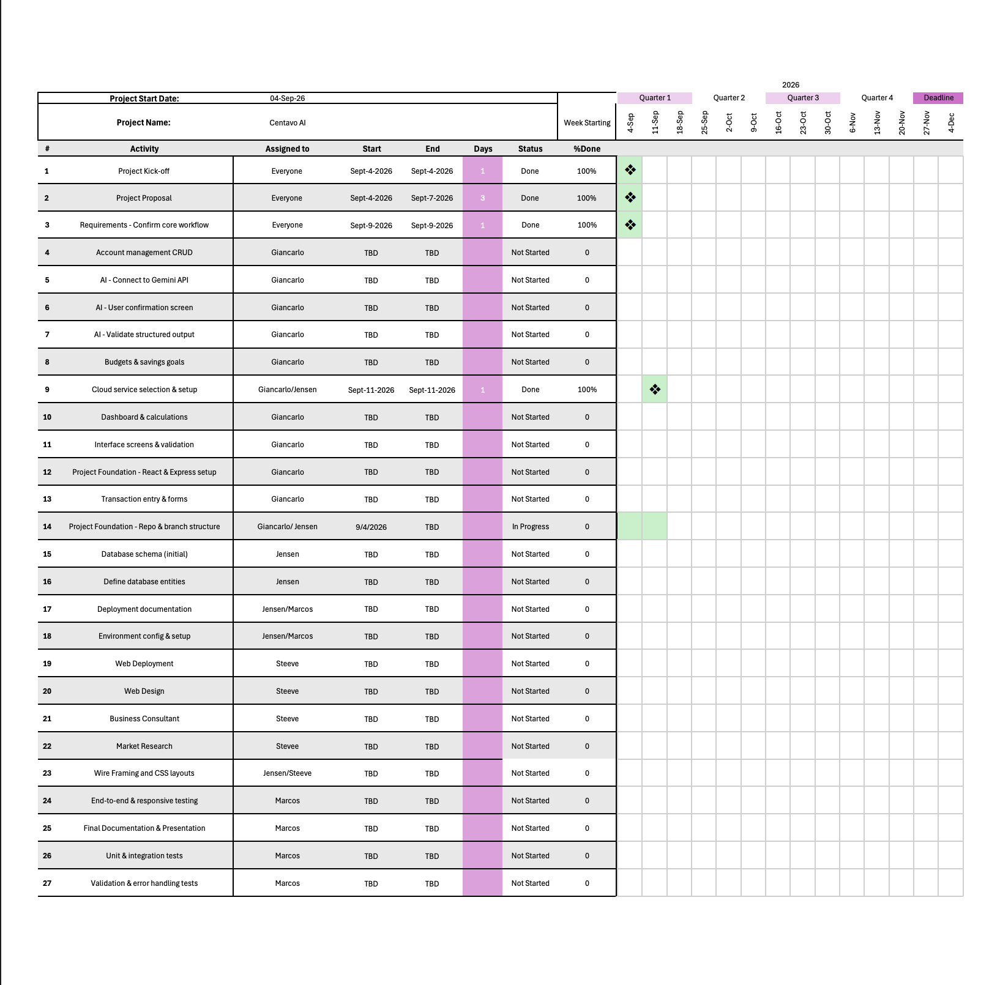 2026
Project Start Date: 04-Sep-26 Quarter 1 Quarter 2 Quarter 3 Quarter 4 Deadline
Project Name: Centavo AI Week Starting 4-Sep 11-Sep 18-Sep 25-Sep 2-Oct 9-Oct 16-Oct 23-Oct 30-Oct 6-Nov 13-Nov 20-Nov 27-Nov 4-Dec
# Activity Assigned to Start End Days Status %Done
1 Project Kick-off Everyone Sept-4-2026 Sept-4-2026 1 Done 100% ❖
2 Project Proposal Everyone Sept-4-2026 Sept-7-2026 3 Done 100% ❖
3 Requirements - Confirm core workflow Everyone Sept-9-2026 Sept-9-2026 1 Done 100% ❖
4 Account management CRUD Giancarlo TBD TBD Not Started 0
5 AI - Connect to Gemini API Giancarlo TBD TBD Not Started 0
6 AI - User confirmation screen Giancarlo TBD TBD Not Started 0
7 AI - Validate structured output Giancarlo TBD TBD Not Started 0
8 Budgets & savings goals Giancarlo TBD TBD Not Started 0
9 Cloud service selection & setup Giancarlo/Jensen Sept-11-2026 Sept-11-2026 1 Done 100% ❖
10 Dashboard & calculations Giancarlo TBD TBD Not Started 0
11 Interface screens & validation Giancarlo TBD TBD Not Started 0
12 Project Foundation - React & Express setup Giancarlo TBD TBD Not Started 0
13 Transaction entry & forms Giancarlo TBD TBD Not Started 0
14 Project Foundation - Repo & branch structure Giancarlo/ Jensen 9/4/2026 TBD In Progress 0
15 Database schema (initial) Jensen TBD TBD Not Started 0
16 Define database entities Jensen TBD TBD Not Started 0
17 Deployment documentation Jensen/Marcos TBD TBD Not Started 0
18 Environment config & setup Jensen/Marcos TBD TBD Not Started 0
19 Web Deployment Steeve TBD TBD Not Started 0
20 Web Design Steeve TBD TBD Not Started 0
21 Business Consultant Steeve TBD TBD Not Started 0
22 Market Research Stevee TBD TBD Not Started 0
23 Wire Framing and CSS layouts Jensen/Steeve TBD TBD Not Started 0
24 End-to-end & responsive testing Marcos TBD TBD Not Started 0
25 Final Documentation & Presentation Marcos TBD TBD Not Started 0
26 Unit & integration tests Marcos TBD TBD Not Started 0
27 Validation & error handling tests Marcos TBD TBD Not Started 0